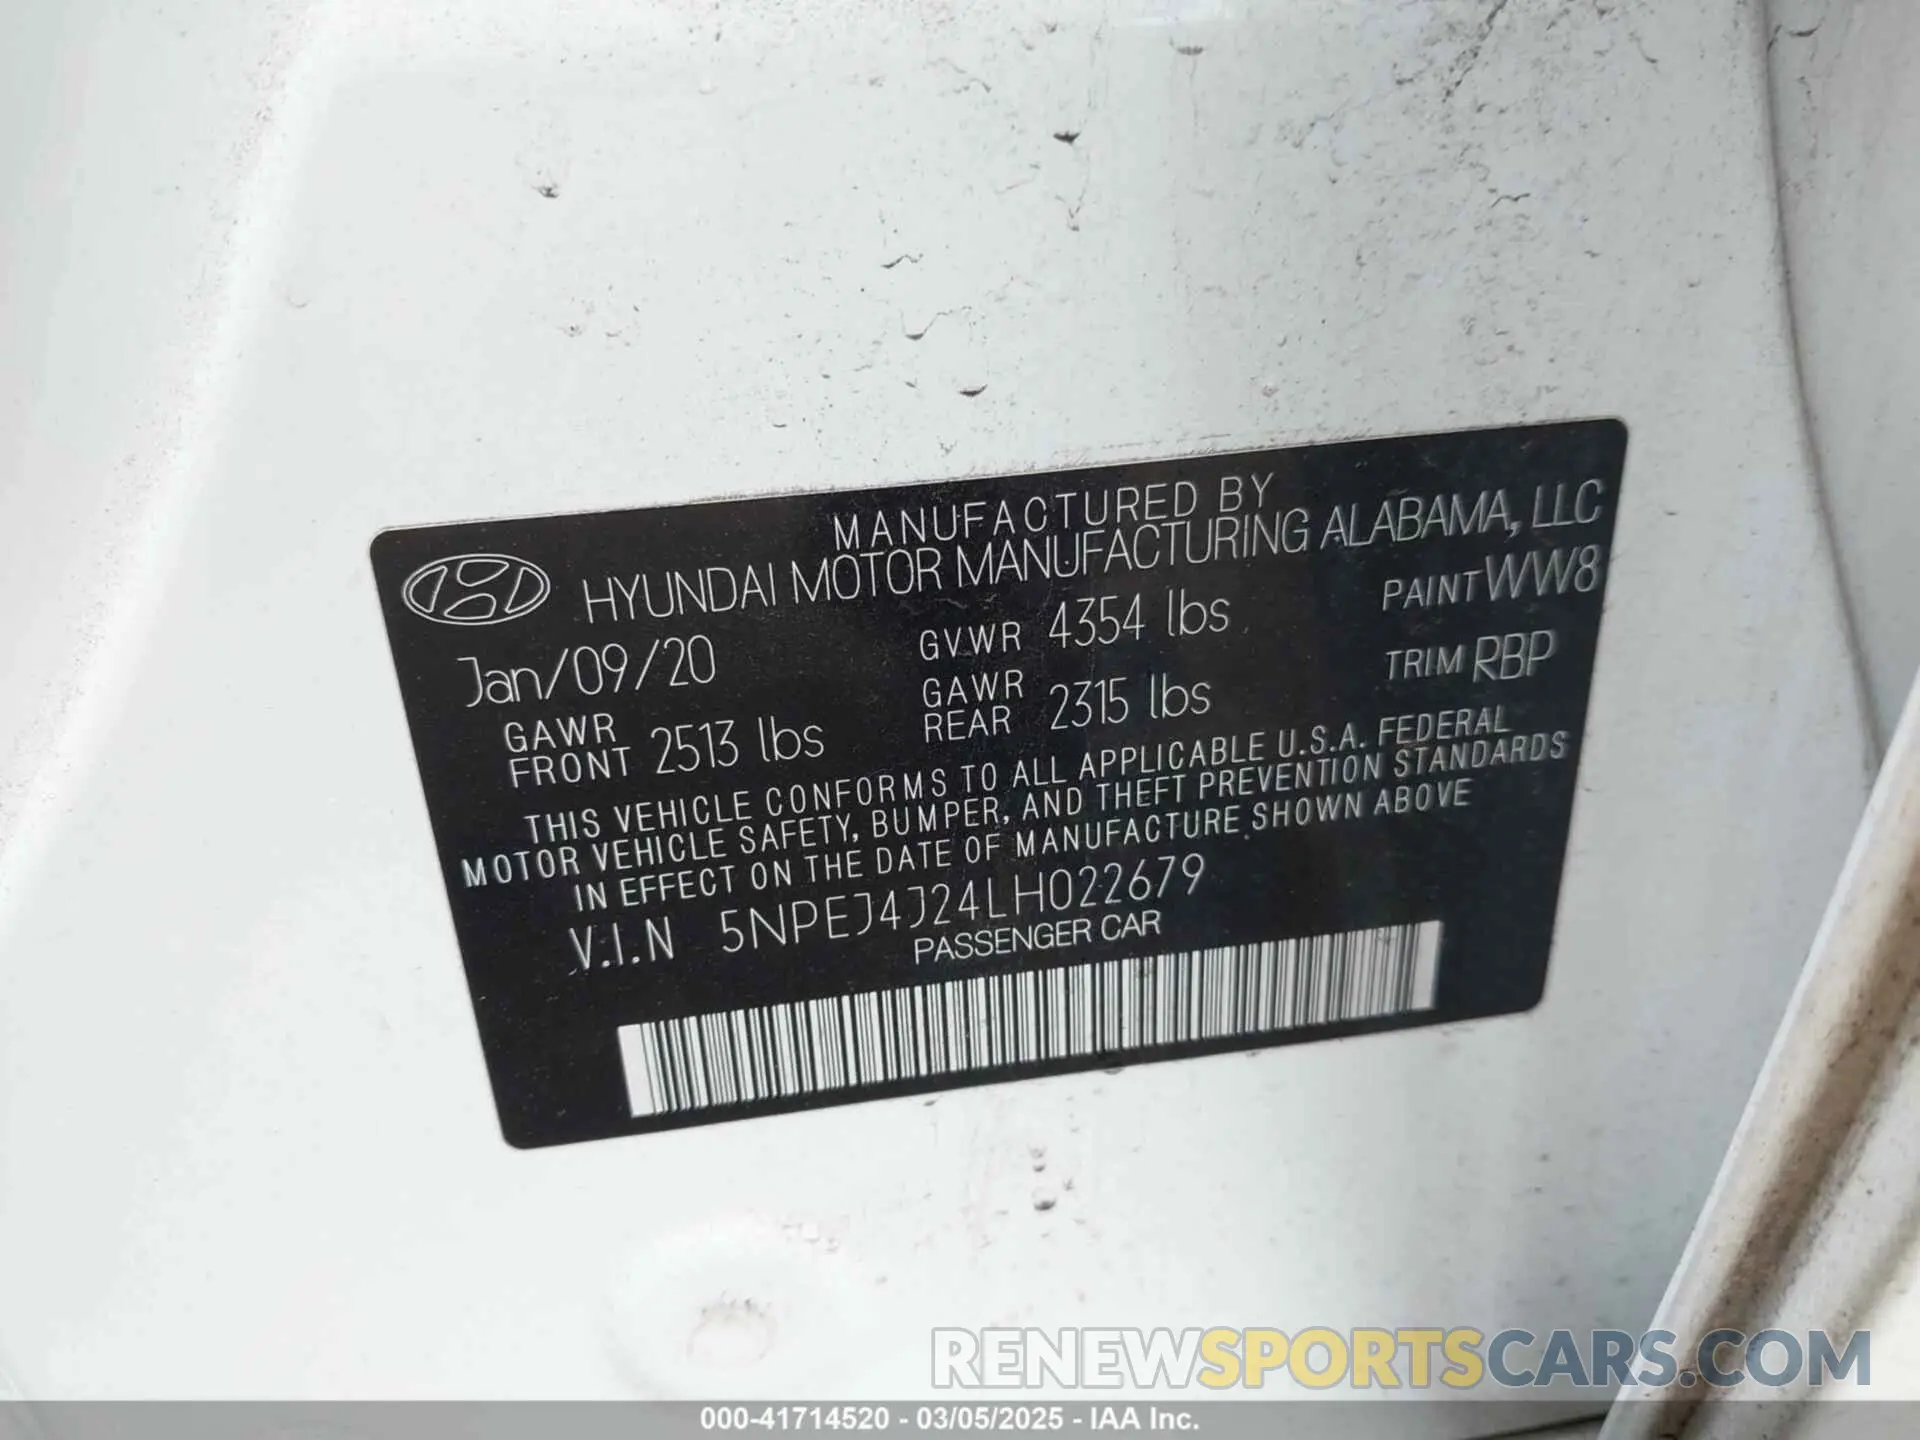 MANUFACTURED BY
HYUNDAI MOTOR MANUFACTURING ALABAMA, LLC
Jan/09/20 GVWR 4354 lbs PAINT WW8
GAWR FRONT 2513 lbs GAWR REAR 2315 lbs TRIM RBP
THIS VEHICLE CONFORMS TO ALL APPLICABLE U.S.A. FEDERAL
MOTOR VEHICLE SAFETY, BUMPER, AND THEFT PREVENTION STANDARDS
IN EFFECT ON THE DATE OF MANUFACTURE SHOWN ABOVE
V.I.N 5NPEJ4J24LH022679
PASSENGER CAR
RENEWSPORTSCARS.COM
000-41714520 - 03/05/2025 - IAA Inc.